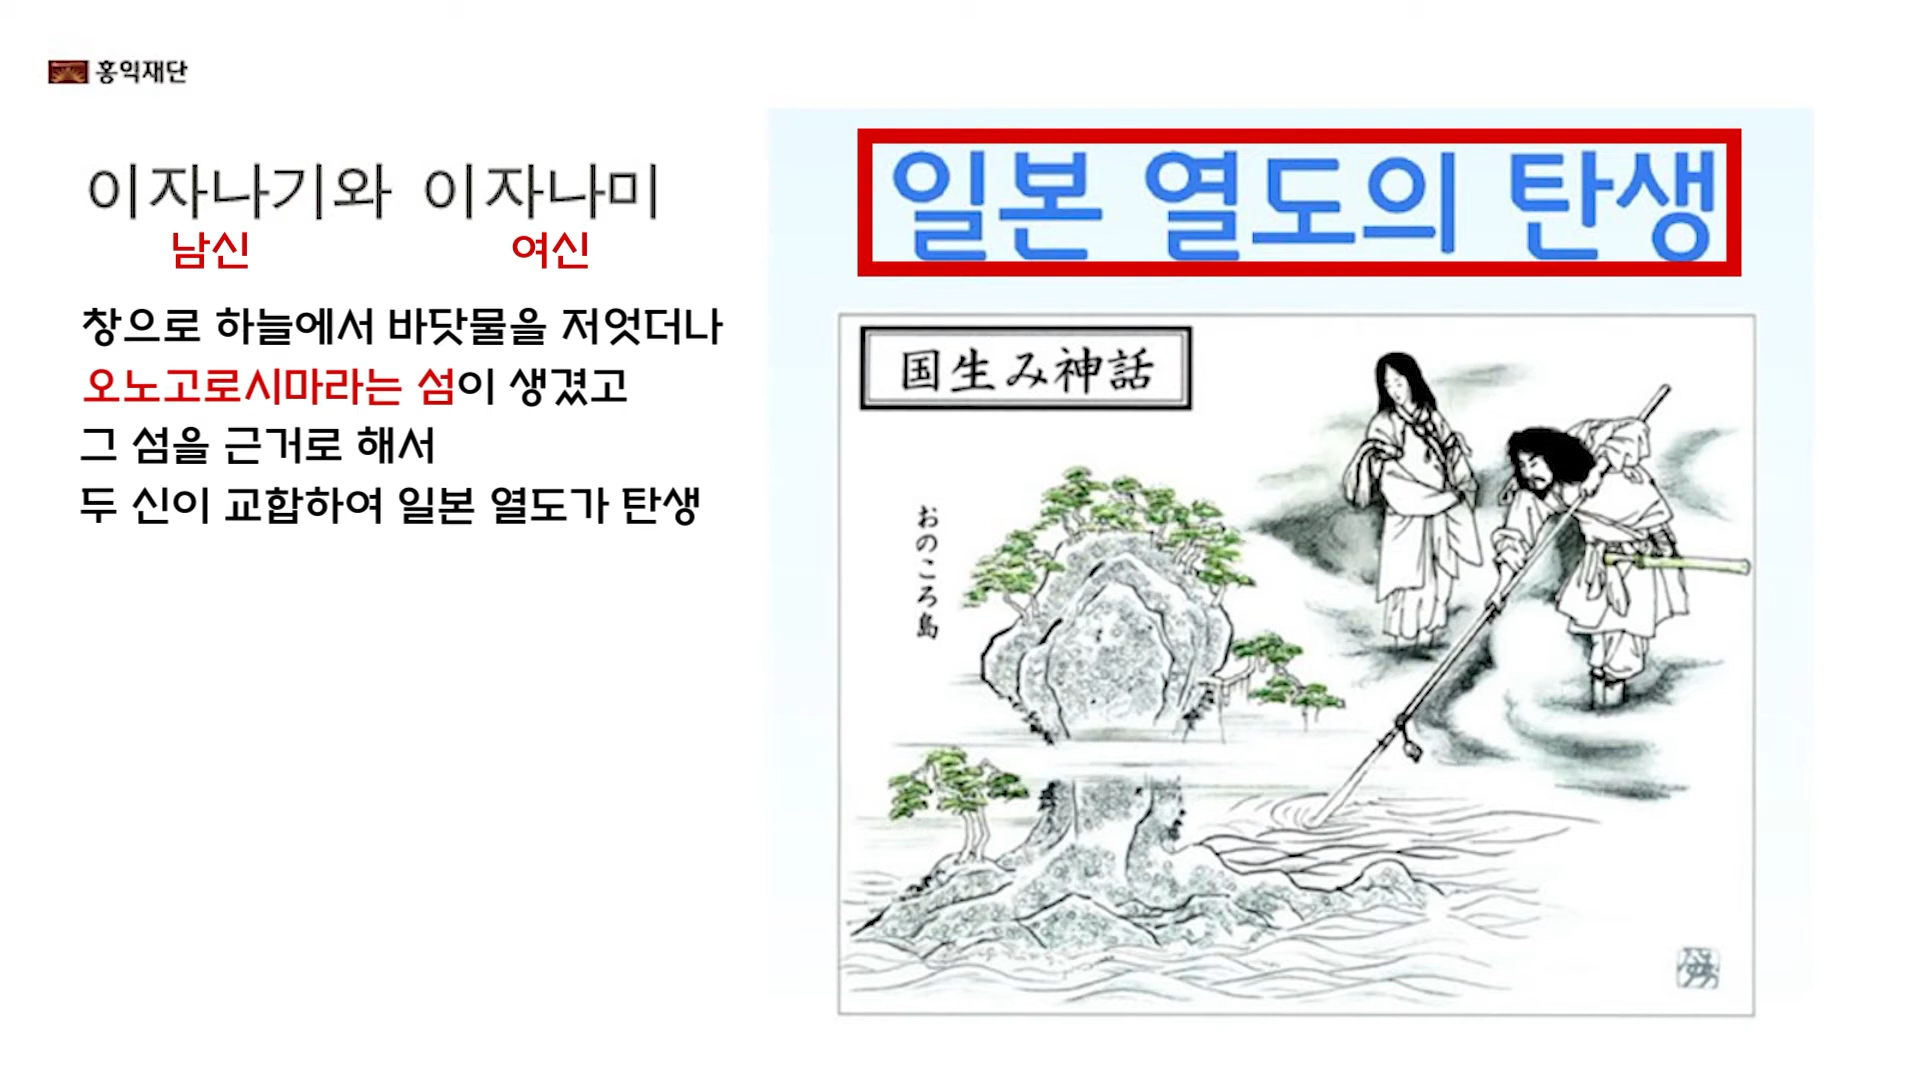 홍익재단
이자나기와 이자나미
남신 여신
창으로 하늘에서 바닷물을 저엇더나
오노고로시마라는 섬이 생겼고
그 섬을 근거로 해서
두 신이 교합하여 일본 열도가 탄생
일본 열도의 탄생
国生み神話
おのころ島